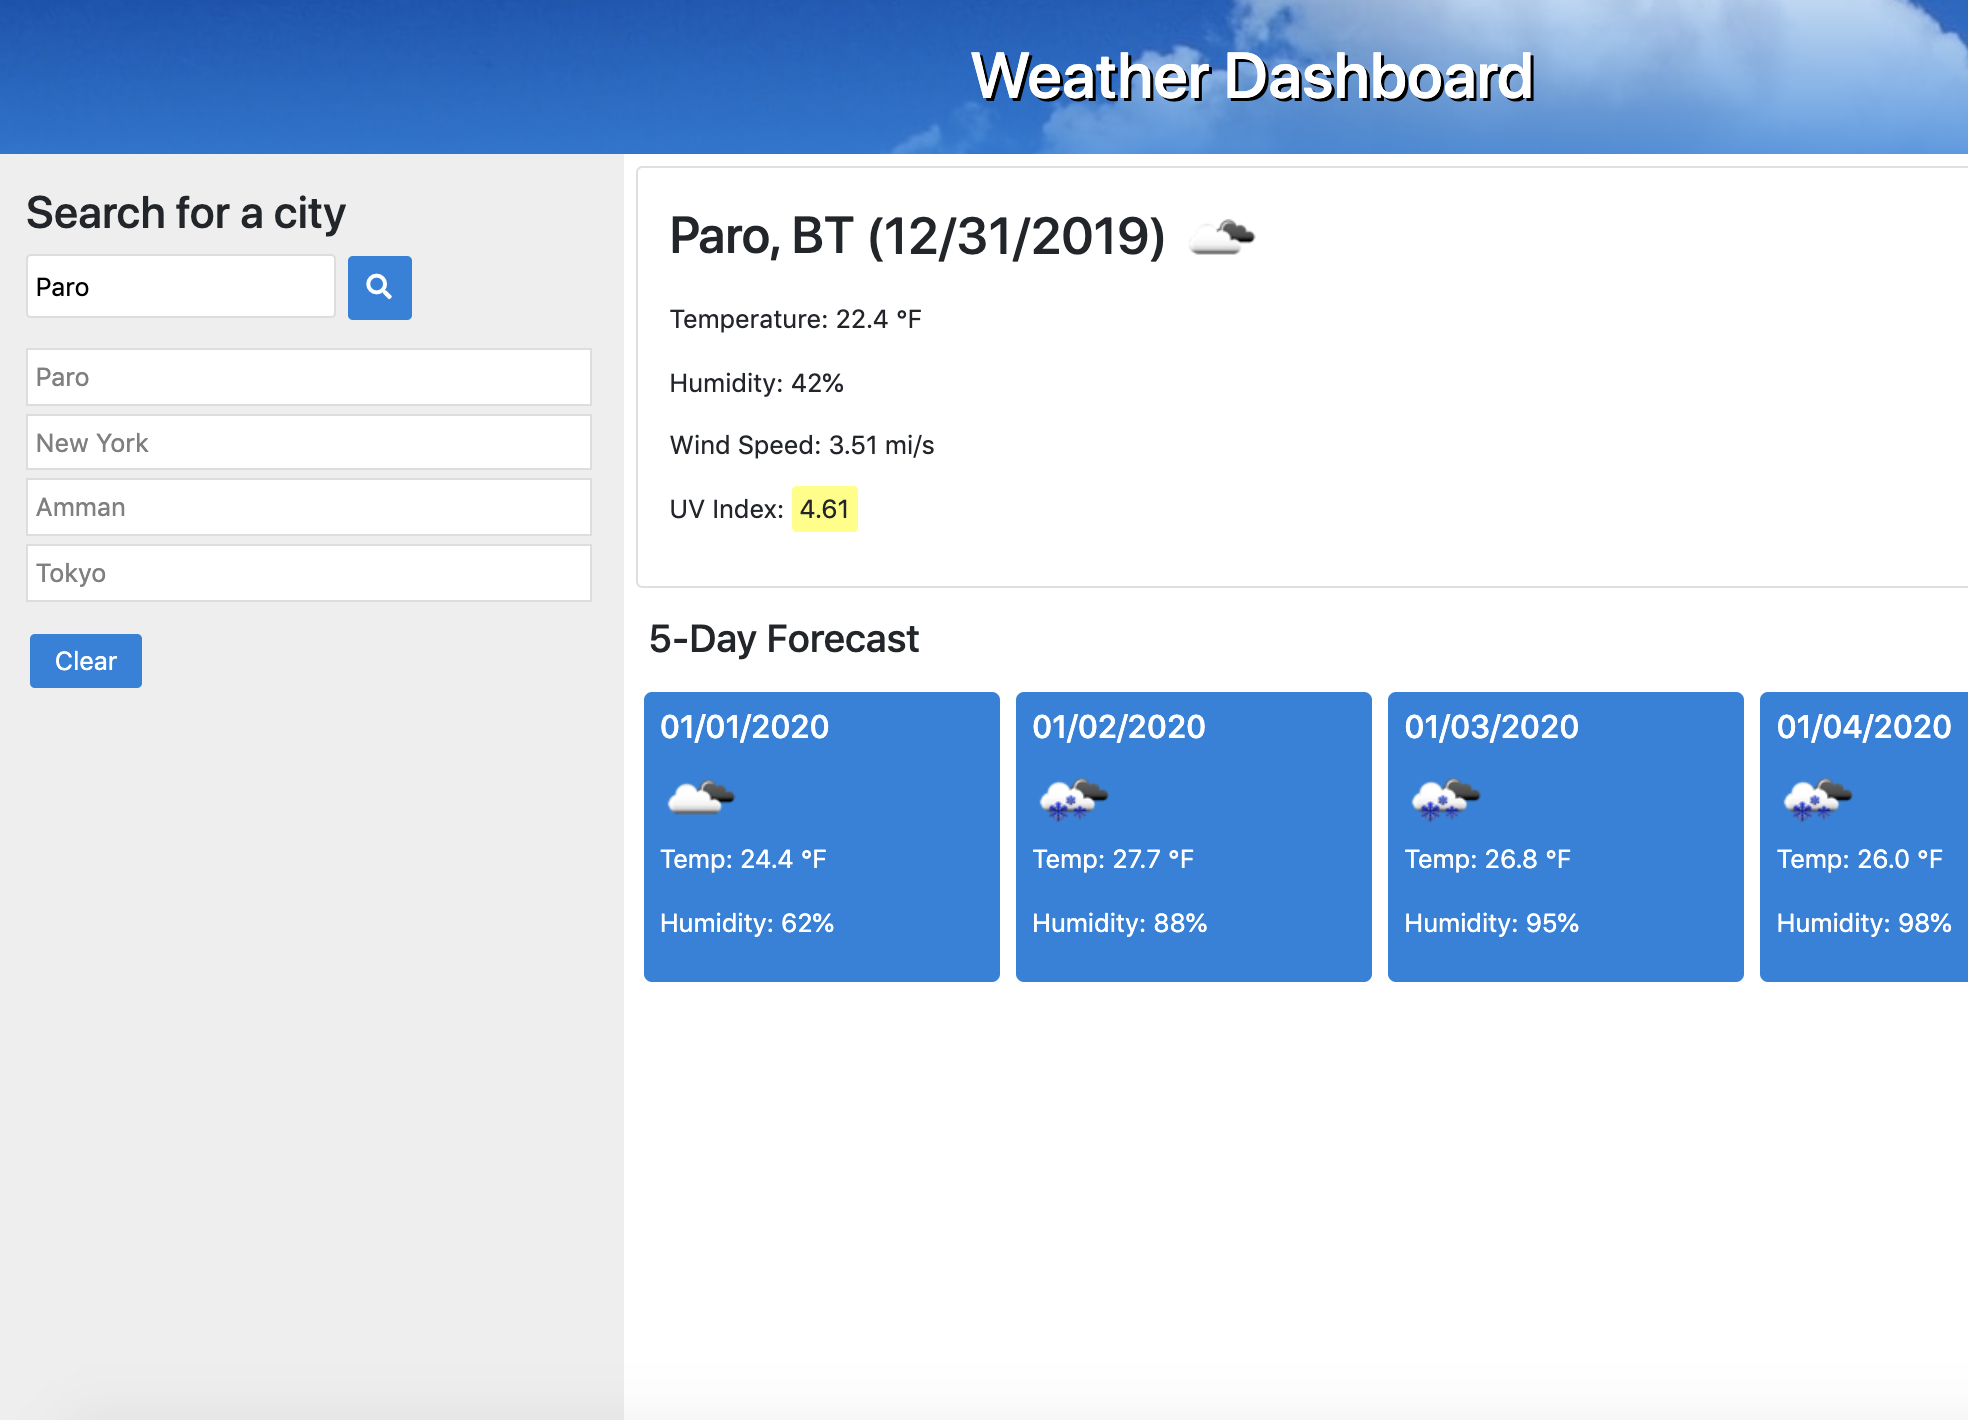 Weather Dashboard
Search for a city
Paro
Paro
New York
Amman
Tokyo
Clear
Paro, BT (12/31/2019)
Temperature: 22.4 °F
Humidity: 42%
Wind Speed: 3.51 mi/s
UV Index: 4.61
5-Day Forecast
01/01/2020
Temp: 24.4 °F
Humidity: 62%
01/02/2020
Temp: 27.7 °F
Humidity: 88%
01/03/2020
Temp: 26.8 °F
Humidity: 95%
01/04/2020
Temp: 26.0 °F
Humidity: 98%